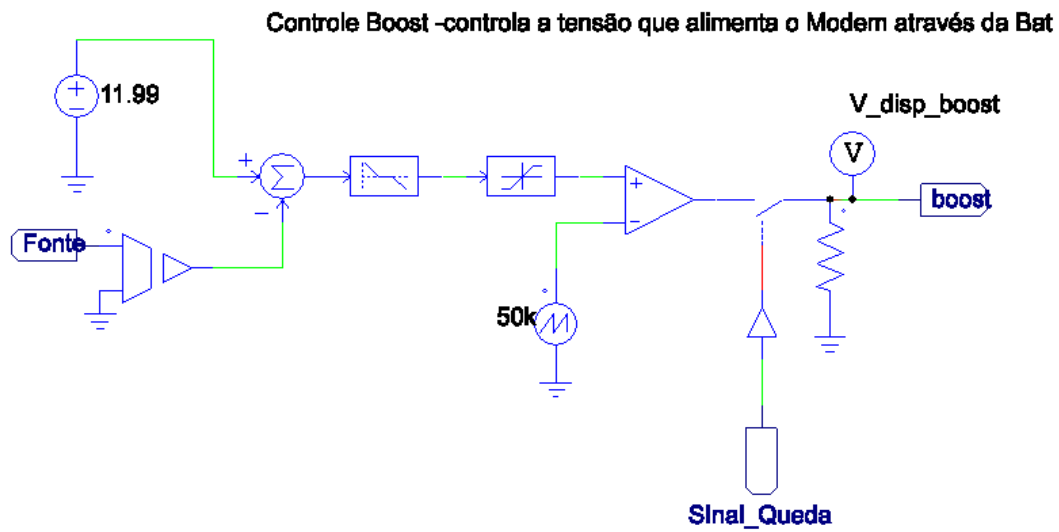 Controle Boost -controla a tensão que alimenta o Modem através da Bat
11.99
V_disp_boost
V
+
Σ
-
+
-
boost
Fonte
50k
SInal_Queda